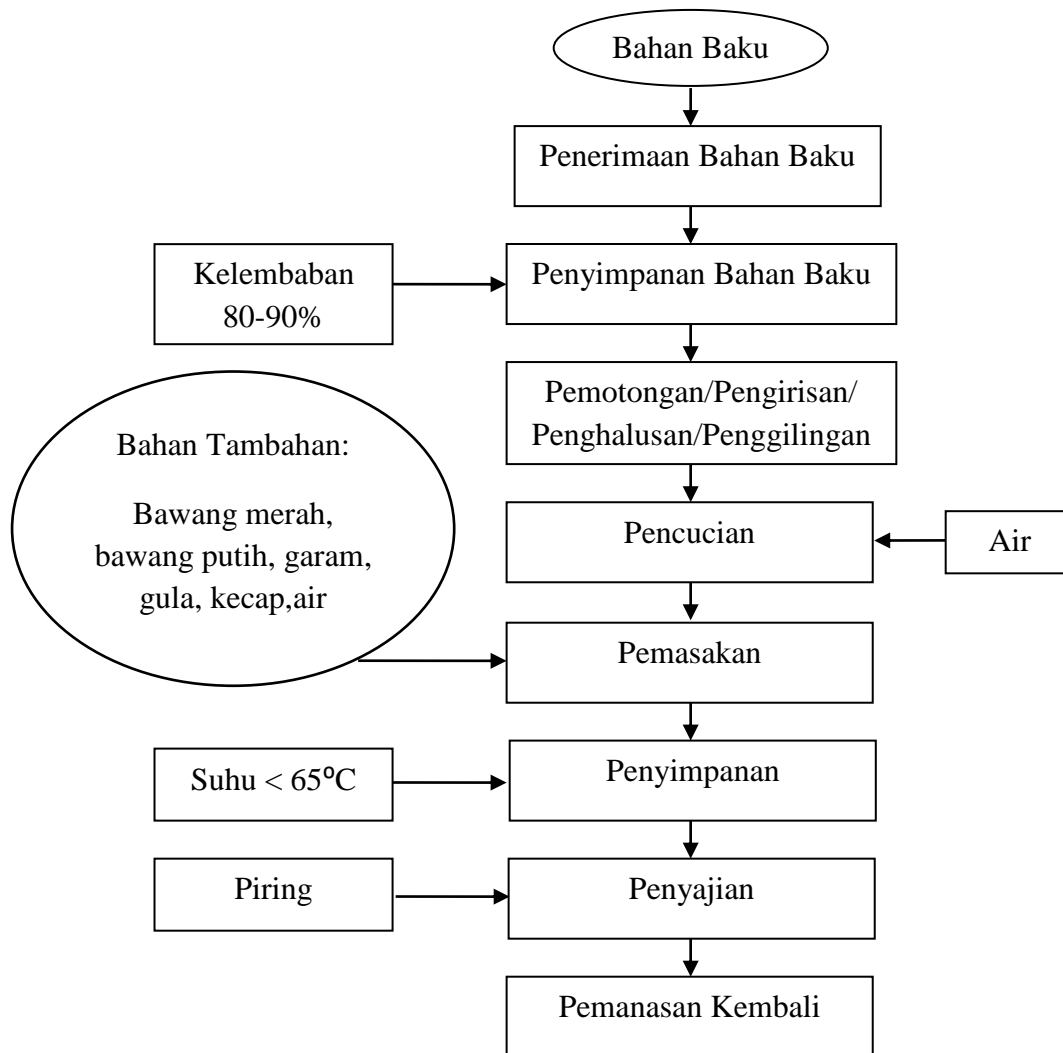 Bahan Baku
Penerimaan Bahan Baku
Kelembaban
80-90%
Penyimpanan Bahan Baku
Pemotongan/Pengirisan/
Penghalusan/Penggilingan
Bahan Tambahan:
Bawang merah,
bawang putih, garam,
gula, kecap,air
Pencucian
Air
Pemasakan
Suhu < 65⁰C
Penyimpanan
Piring
Penyajian
Pemanasan Kembali